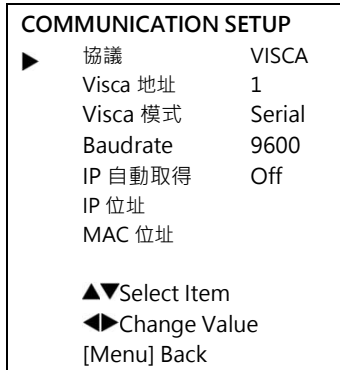 COMMUNICATION SETUP
▶ 協議 VISCA
Visca 地址 1
Visca 模式 Serial
Baudrate 9600
IP 自動取得 Off
IP 位址
MAC 位址
▲▼Select Item
◀▶Change Value
[Menu] Back